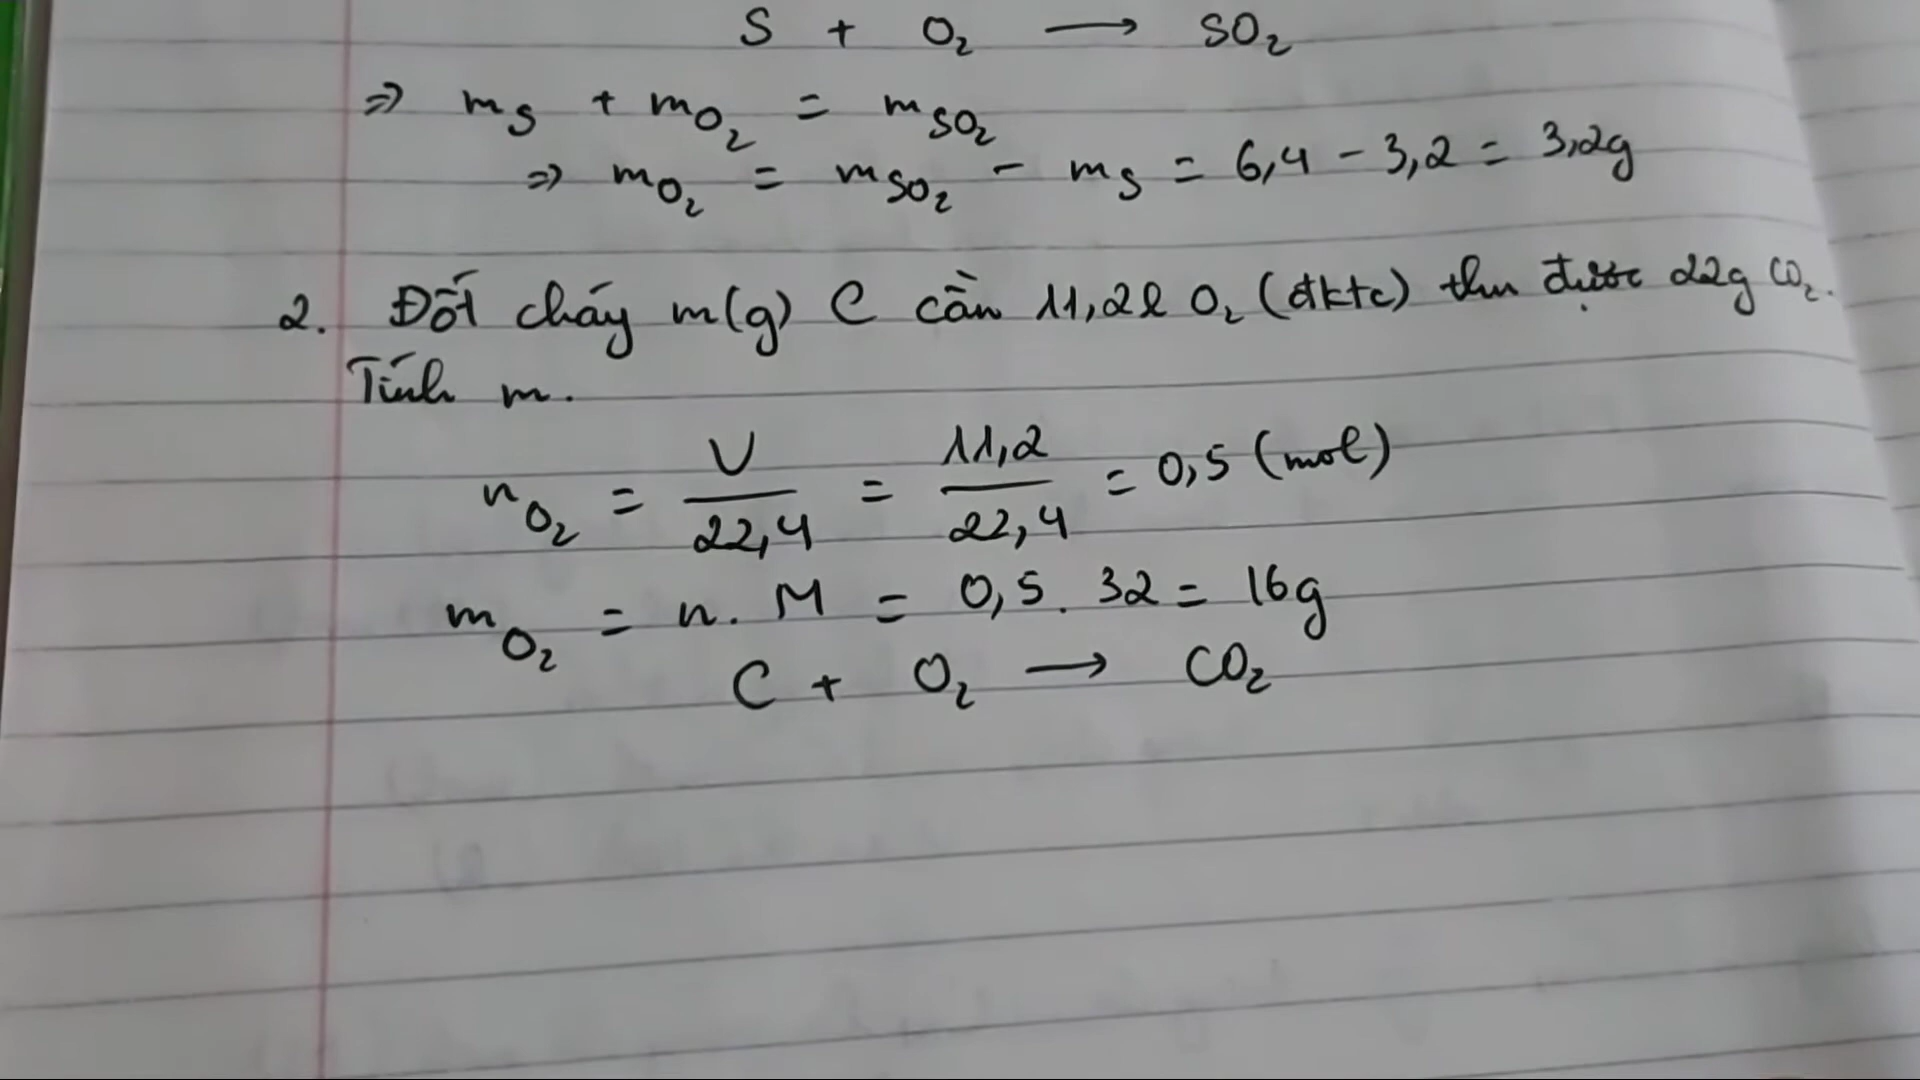 S + O₂ → SO₂
⇒ mS + mO₂ = mSO₂
⇒ mO₂ = mSO₂ - mS = 6,4 - 3,2 = 3,2g
2. Đốt cháy m(g) C cần 11,2l O₂ (đktc) thu được 22g CO₂.
Tính m.
nO₂ = V/22,4 = 11,2/22,4 = 0,5 (mol)
mO₂ = n. M = 0,5. 32 = 16g
C + O₂ → CO₂